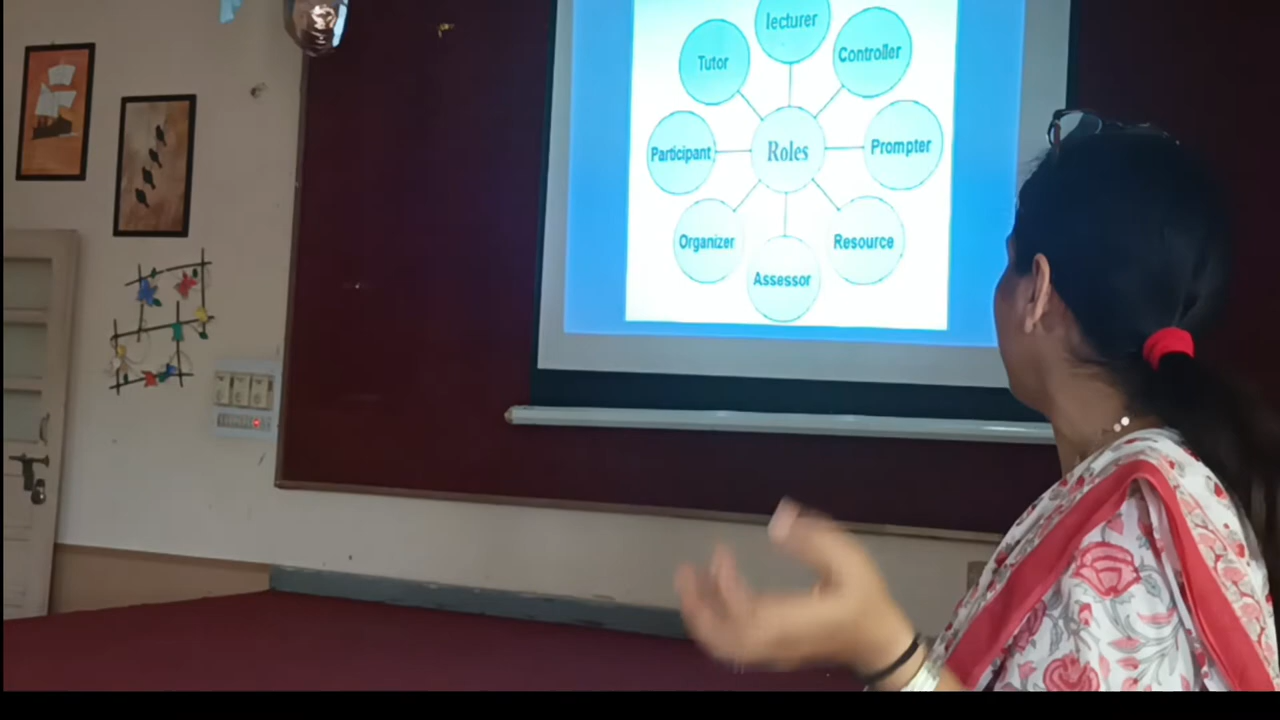 lecturer
Tutor
Controller
Participant
Roles
Prompter
Organizer
Resource
Assessor